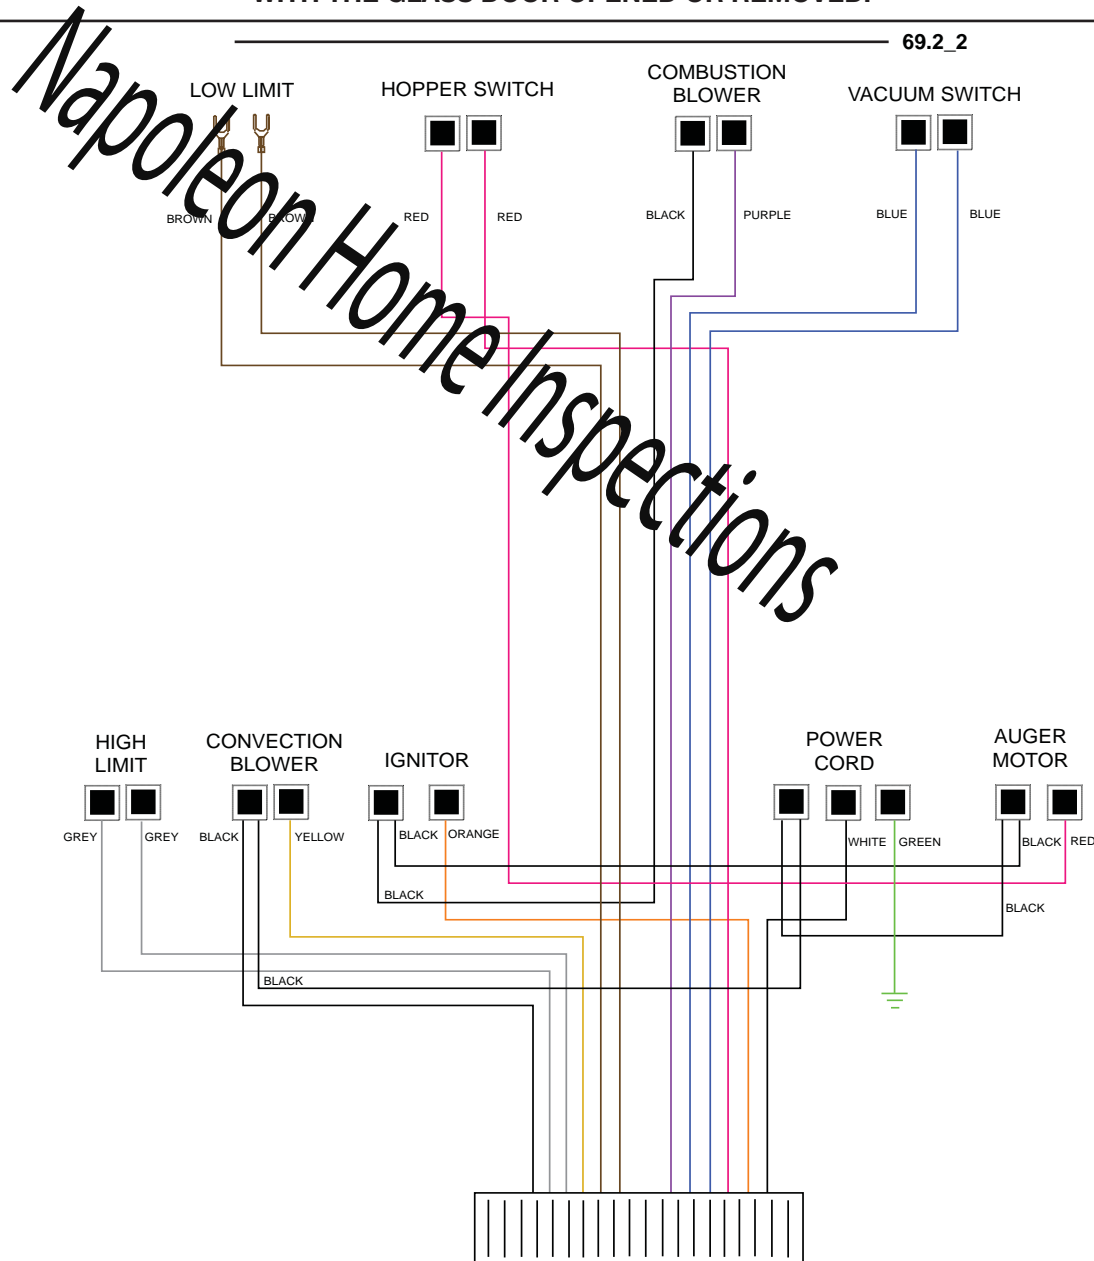 69.2_2
LOW LIMIT
HOPPER SWITCH
COMBUSTION
BLOWER
VACUUM SWITCH
BROWN
BROWN
RED
RED
BLACK
PURPLE
BLUE
BLUE
Napoleon Home Inspections
HIGH
LIMIT
CONVECTION
BLOWER
IGNITOR
POWER
CORD
AUGER
MOTOR
GREY
GREY
BLACK
YELLOW
BLACK
ORANGE
WHITE
GREEN
BLACK
RED
BLACK
BLACK
BLACK